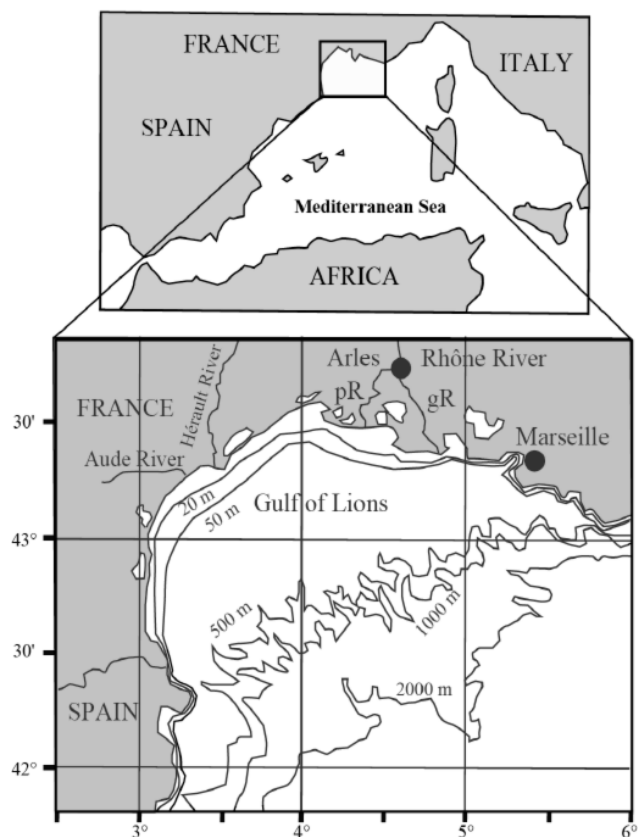 FRANCE
ITALY
SPAIN
Mediterranean Sea
AFRICA
Arles
Rhône River
pR
gR
Hérault River
30'
FRANCE
Marseille
Aude River
20 m
50 m
Gulf of Lions
43°
500 m
1000 m
30'
2000 m
SPAIN
42°
3° 4° 5° 6°